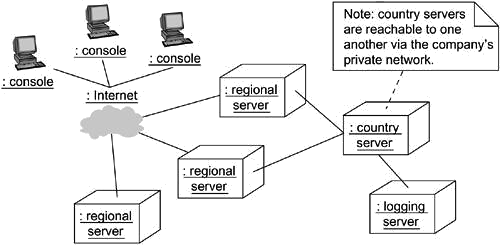 : console
: console
: console
: Internet
Note: country servers
are reachable to one
another via the company's
private network.
: regional
server
: country
server
: regional
server
: regional
server
: logging
server